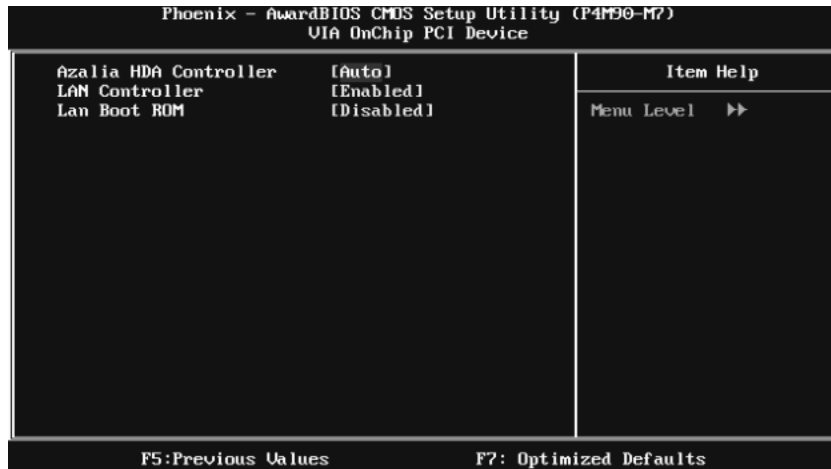 Phoenix - AwardBIOS CMOS Setup Utility (P4M90-M7)
VIA OnChip PCI Device
Azalia HDA Controller [Auto]
LAN Controller [Enabled]
Lan Boot ROM [Disabled]
Item Help
Menu Level ▶▶
F5:Previous Values F7: Optimized Defaults